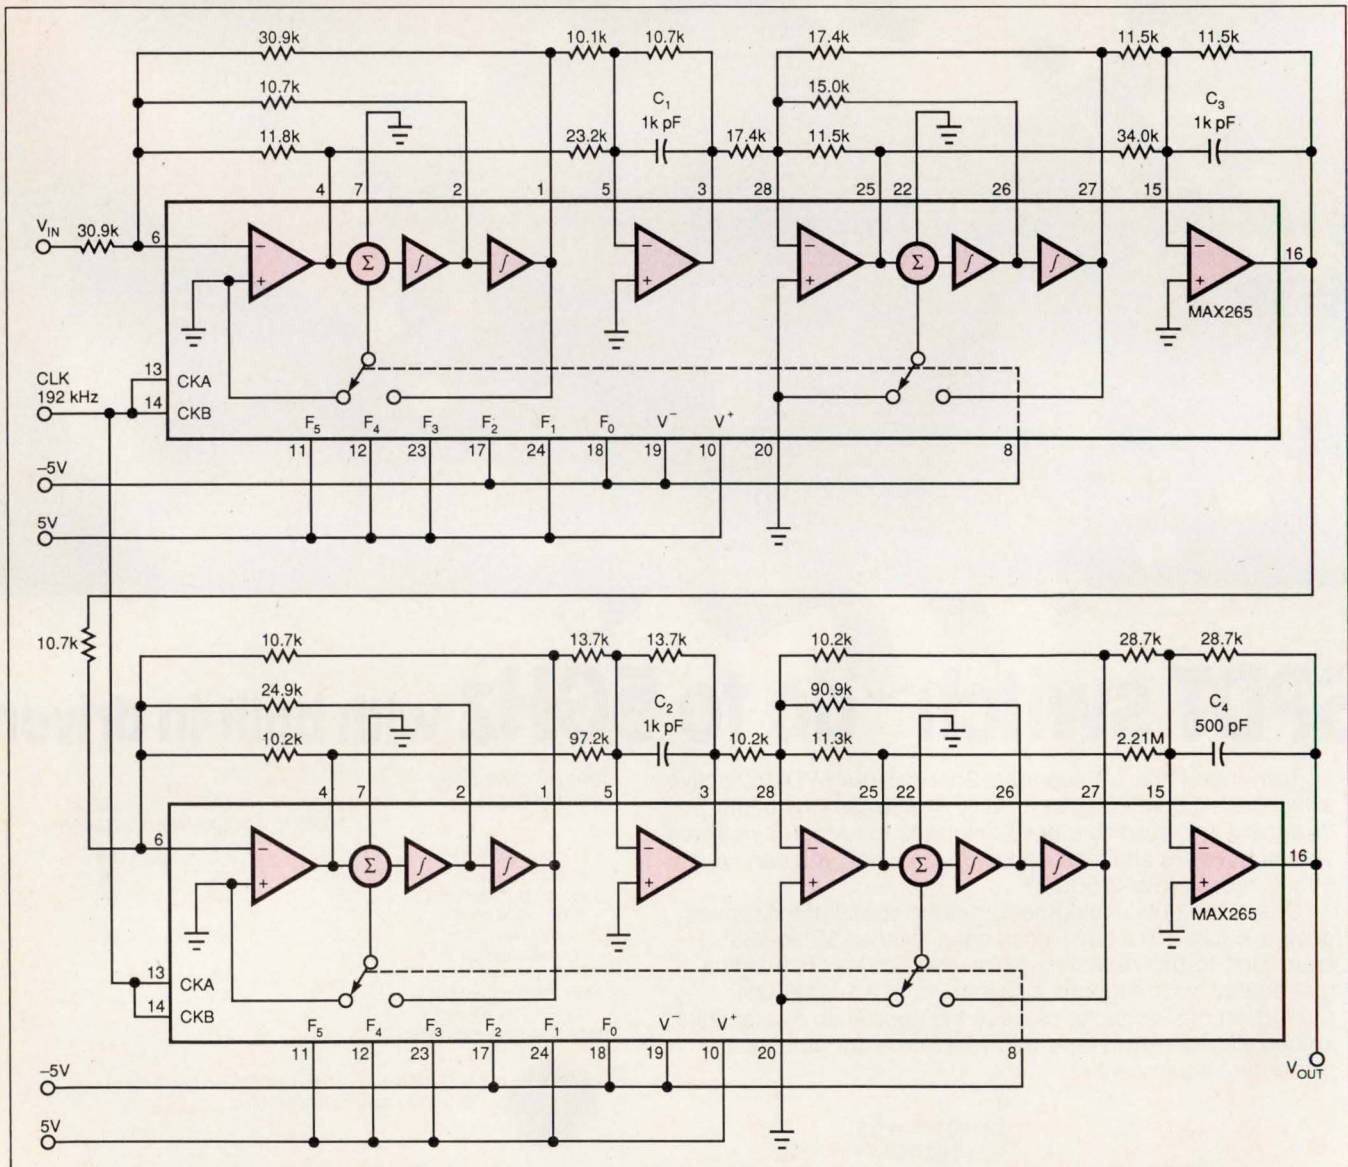 30.9k 10.1k 10.7k 17.4k 11.5k 11.5k
10.7k C1 15.0k C3
1k pF 1k pF
11.8k 23.2k 17.4k 11.5k 34.0k
4 7 2 1 5 3 28 25 22 26 27 15
VIN 30.9k 6 − Σ ∫ ∫ − − Σ ∫ ∫ − 16
+ + + +
MAX265
CLK
192 kHz
13 CKA
14 CKB
F5 F4 F3 F2 F1 F0 V− V+
11 12 23 17 24 18 19 10 20 8
–5V
5V
10.7k
10.7k 13.7k 13.7k 10.2k 28.7k 28.7k
24.9k C2 90.9k C4
1k pF 500 pF
10.2k 97.2k 10.2k 11.3k 2.21M
4 7 2 1 5 3 28 25 22 26 27 15
6 − Σ ∫ ∫ − − Σ ∫ ∫ − 16
+ + + +
MAX265
13 CKA
14 CKB
F5 F4 F3 F2 F1 F0 V− V+
11 12 23 17 24 18 19 10 20 8
VOUT
–5V
5V